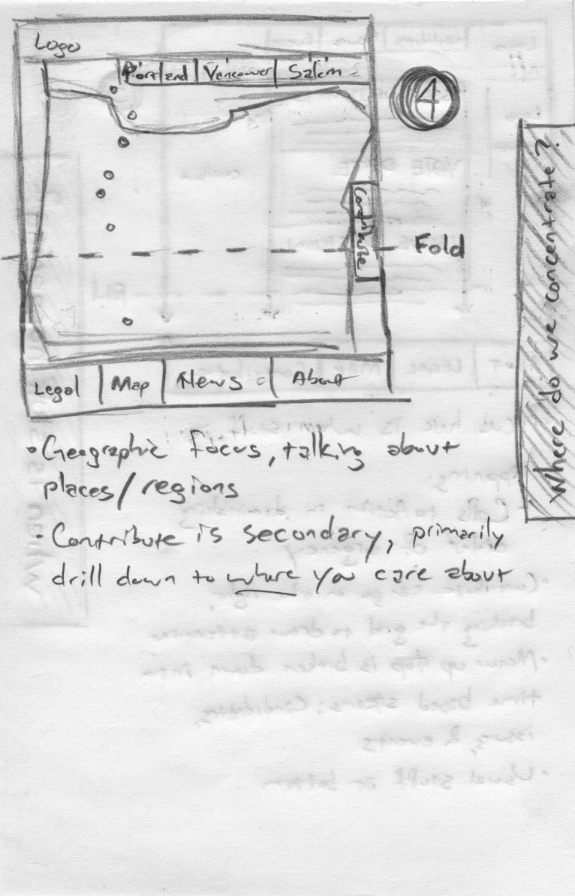 Logo
Portland
Vancouver
Salem
4
Contribute
Fold
Where do we concentrate?
Legal
Map
News
About
• Geographic focus, talking about
places/regions
• Contribute is secondary, primarily
drill down to where you care about